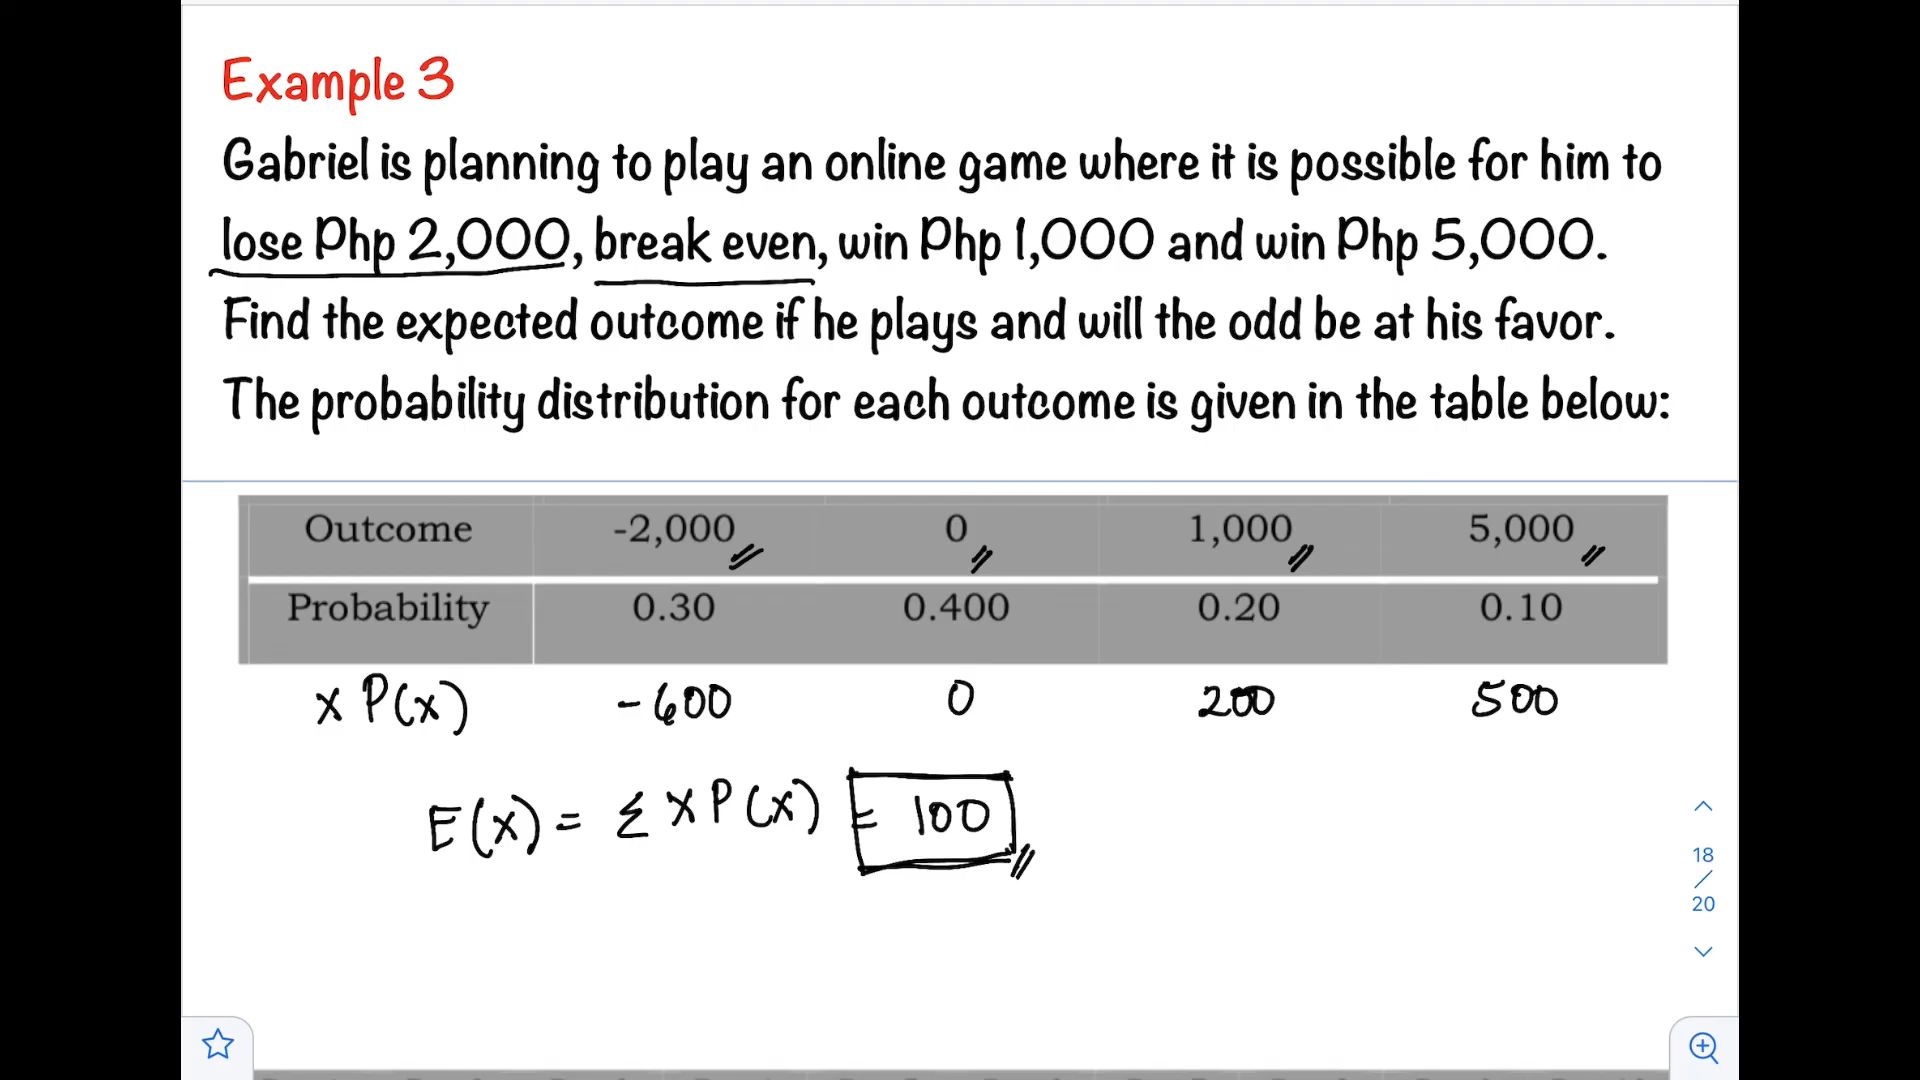 Example 3
Gabriel is planning to play an online game where it is possible for him to
lose Php 2,000, break even, win Php 1,000 and win Php 5,000.
Find the expected outcome if he plays and will the odd be at his favor.
The probability distribution for each outcome is given in the table below:
Outcome -2,000 0 1,000 5,000
Probability 0.30 0.400 0.20 0.10
X P(x) -600 0 200 500
E(x) = Σ X P(x) = 100
18
/
20